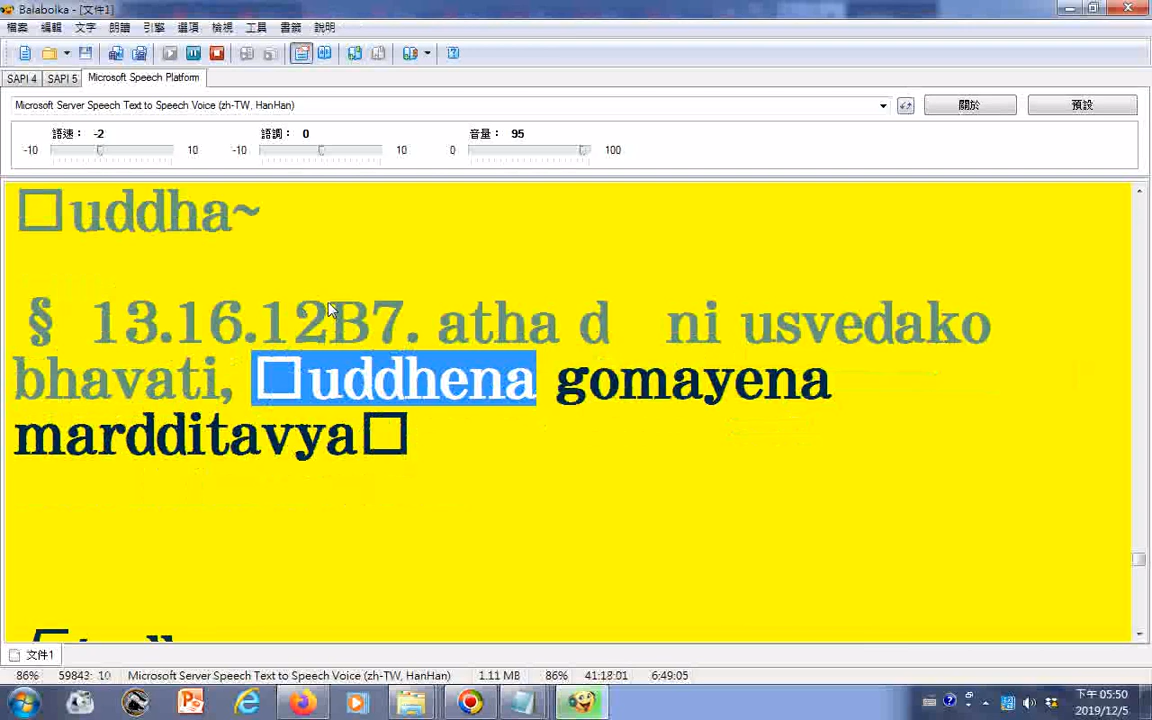 Balabolka - [文件1]
檔案 編輯 文字 朗讀 引擎 選項 檢視 工具 書籤 說明
SAPI 4 SAPI 5 Microsoft Speech Platform
Microsoft Server Speech Text to Speech Voice (zh-TW, HanHan) 關於 預設
語速： -2 語調： 0 音量： 95
-10 10 -10 10 0 100
□uddha~
§ 13.16.12B7. atha d ni usvedako
bhavati, □uddhena gomayena
mardditavya□
文件1
86% 59843: 10 Microsoft Server Speech Text to Speech Voice (zh-TW, HanHan) 1.11 MB 86% 41:18:01 6:49:05
下午 05:50
2019/12/5